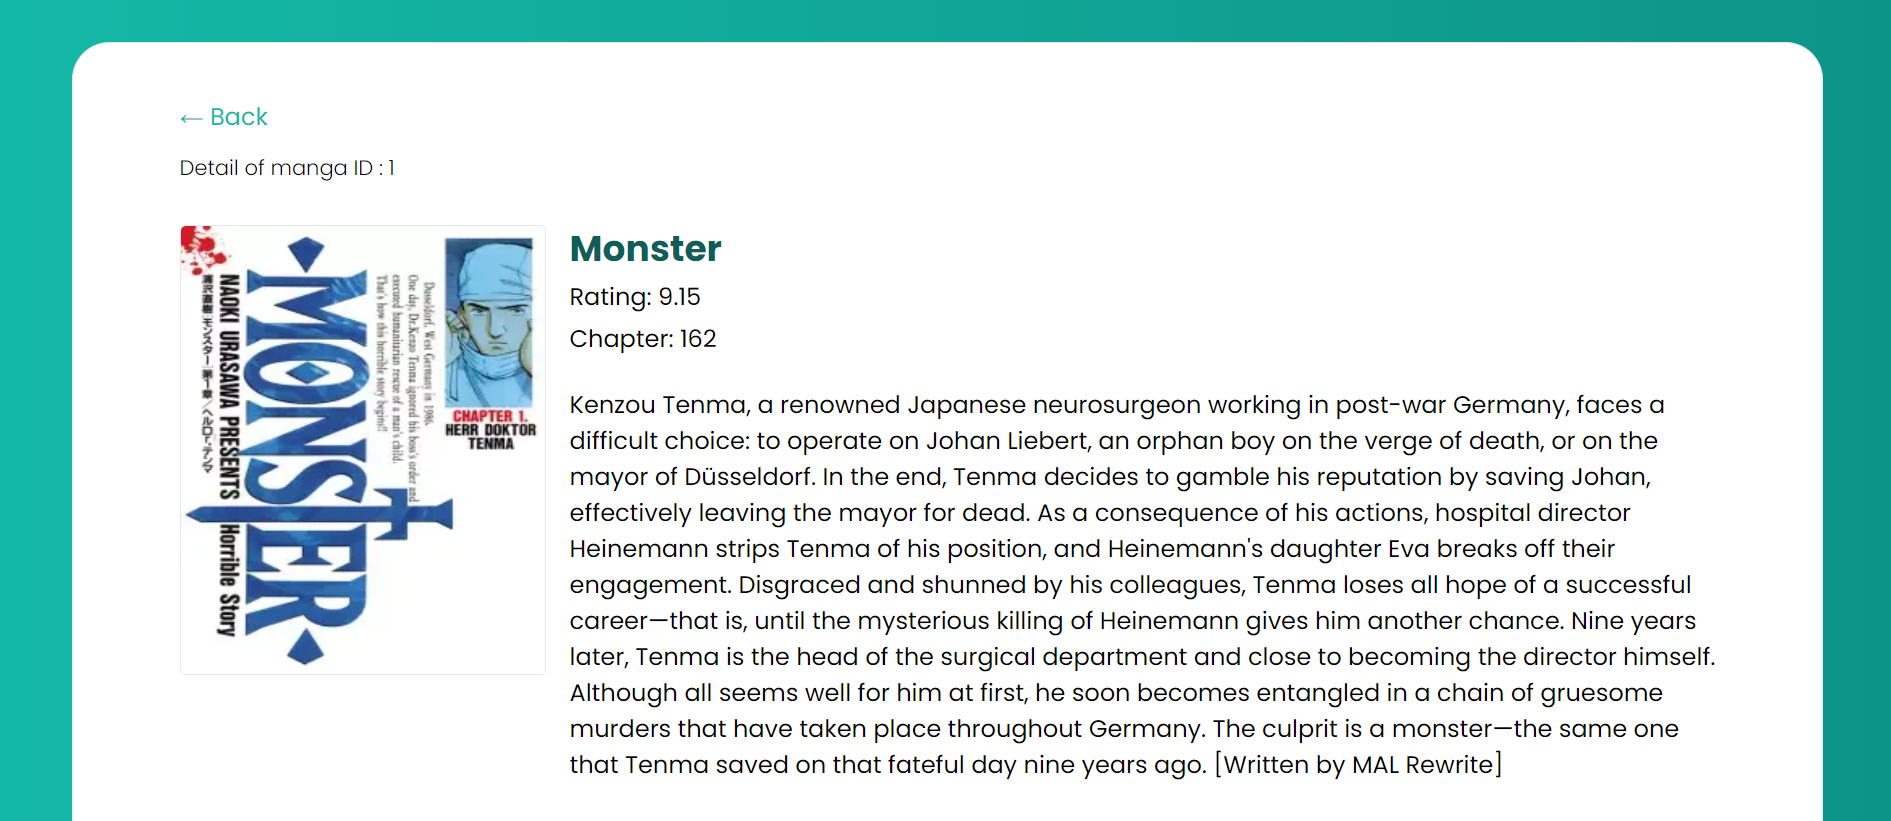 ← Back
Detail of manga ID : 1
MONSTER
NAOKI URASAWA PRESENTS Horrible Story
浦沢直樹 モンスター 第1章/ヘルDr.テンマ
Dusseldorf, West Germany in 1986.
One day, Dr.Kenzo Tenma ignored his boss's order and
executed humanitarian rescue of a man's child.
That's how this horrible story begins!!
CHAPTER 1.
HERR DOKTOR
TENMA
Monster
Rating: 9.15
Chapter: 162
Kenzou Tenma, a renowned Japanese neurosurgeon working in post-war Germany, faces a
difficult choice: to operate on Johan Liebert, an orphan boy on the verge of death, or on the
mayor of Düsseldorf. In the end, Tenma decides to gamble his reputation by saving Johan,
effectively leaving the mayor for dead. As a consequence of his actions, hospital director
Heinemann strips Tenma of his position, and Heinemann's daughter Eva breaks off their
engagement. Disgraced and shunned by his colleagues, Tenma loses all hope of a successful
career—that is, until the mysterious killing of Heinemann gives him another chance. Nine years
later, Tenma is the head of the surgical department and close to becoming the director himself.
Although all seems well for him at first, he soon becomes entangled in a chain of gruesome
murders that have taken place throughout Germany. The culprit is a monster—the same one
that Tenma saved on that fateful day nine years ago. [Written by MAL Rewrite]